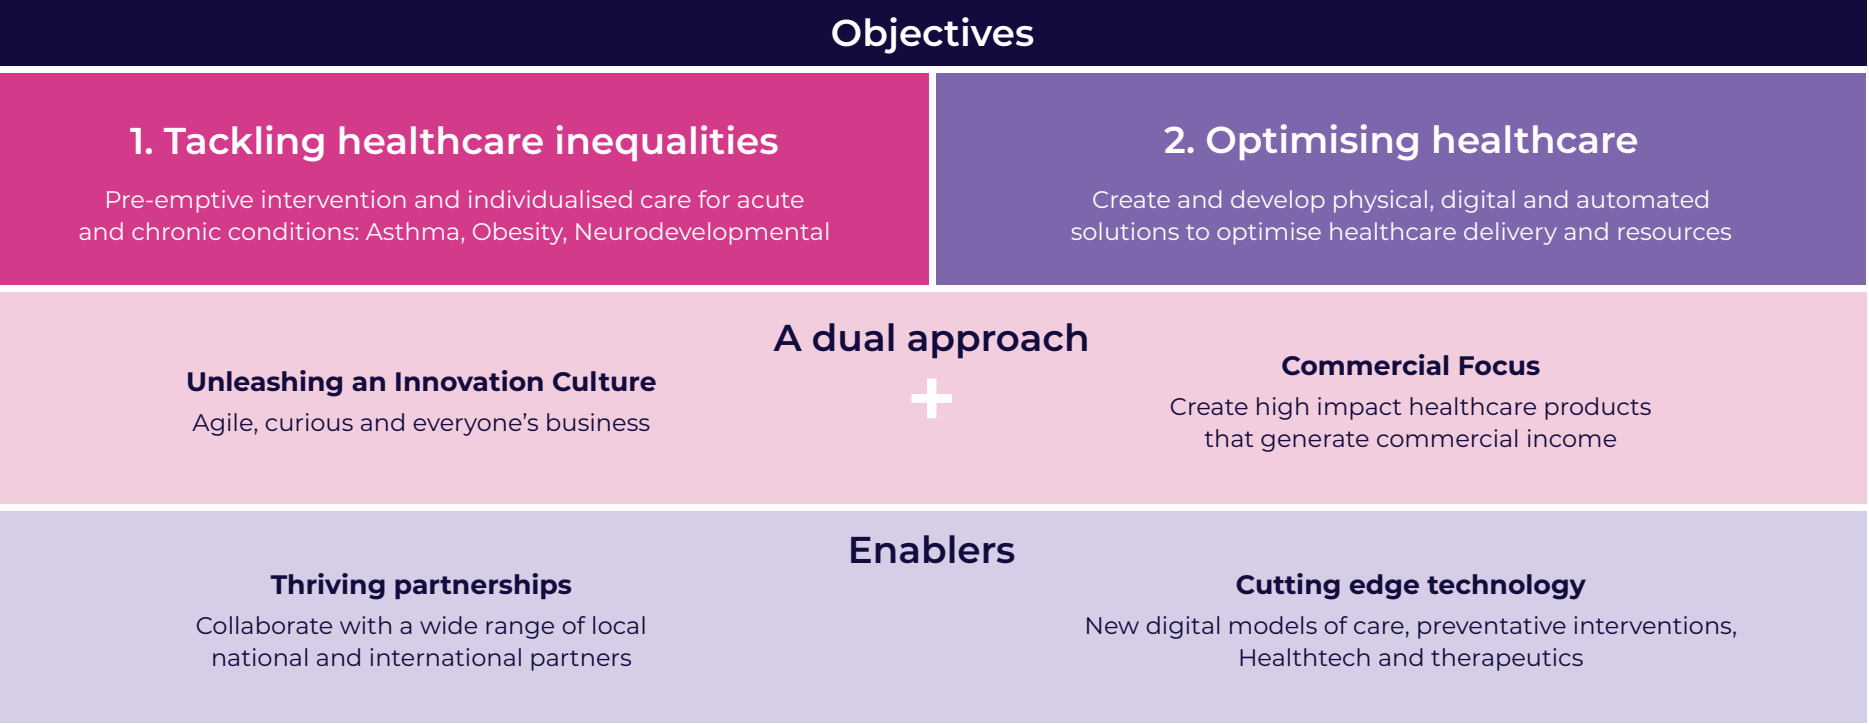 Objectives
1. Tackling healthcare inequalities
Pre-emptive intervention and individualised care for acute
and chronic conditions: Asthma, Obesity, Neurodevelopmental
2. Optimising healthcare
Create and develop physical, digital and automated
solutions to optimise healthcare delivery and resources
A dual approach
+
Unleashing an Innovation Culture
Agile, curious and everyone’s business
Commercial Focus
Create high impact healthcare products
that generate commercial income
Enablers
Thriving partnerships
Collaborate with a wide range of local
national and international partners
Cutting edge technology
New digital models of care, preventative interventions,
Healthtech and therapeutics